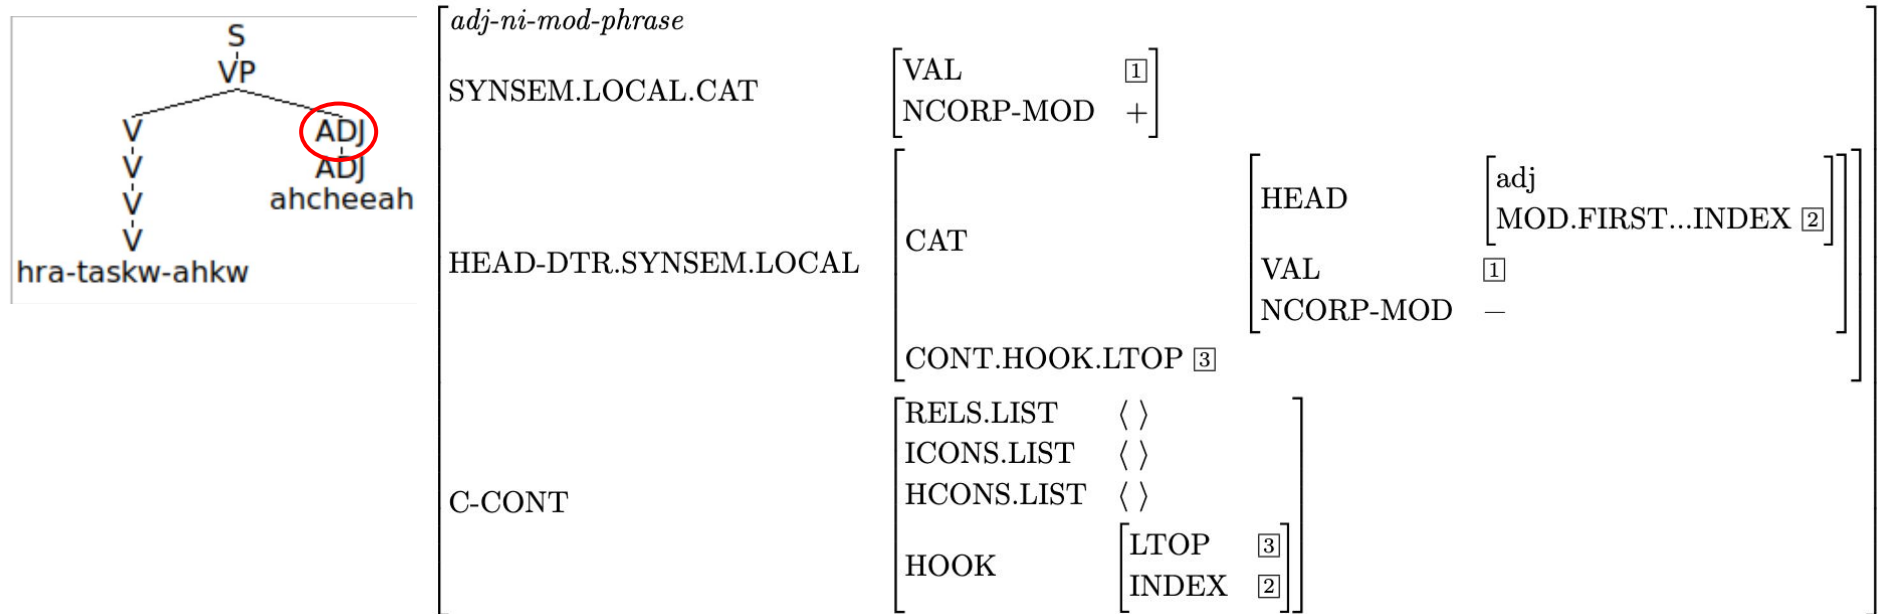 S
VP
V ADJ
V ADJ
V ahcheeah
V
hra-taskw-ahkw
adj-ni-mod-phrase
SYNSEM.LOCAL.CAT
VAL 1
NCORP-MOD +
HEAD-DTR.SYNSEM.LOCAL
CAT
HEAD
adj
MOD.FIRST...INDEX 2
VAL 1
NCORP-MOD −
CONT.HOOK.LTOP 3
C-CONT
RELS.LIST ⟨ ⟩
ICONS.LIST ⟨ ⟩
HCONS.LIST ⟨ ⟩
HOOK
LTOP 3
INDEX 2